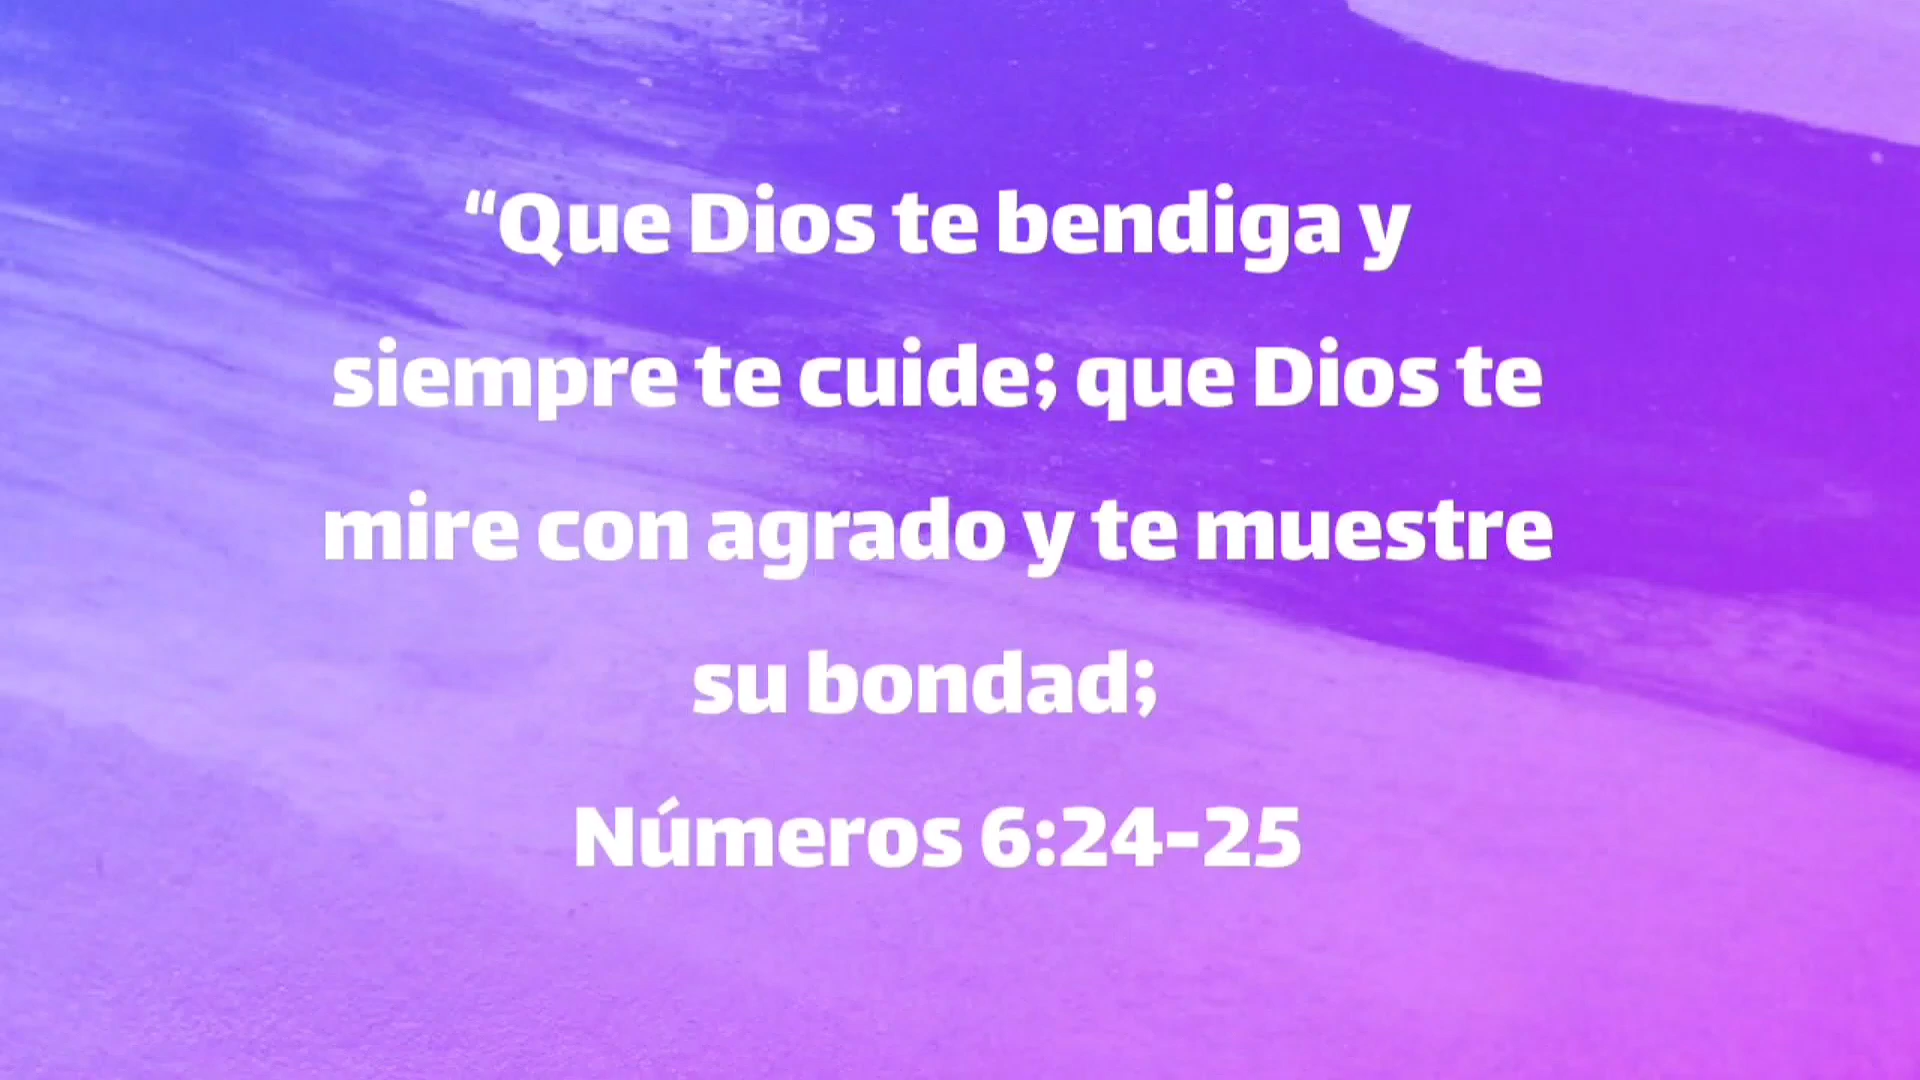 “Que Dios te bendiga y
siempre te cuide; que Dios te
mire con agrado y te muestre
su bondad;
Números 6:24-25